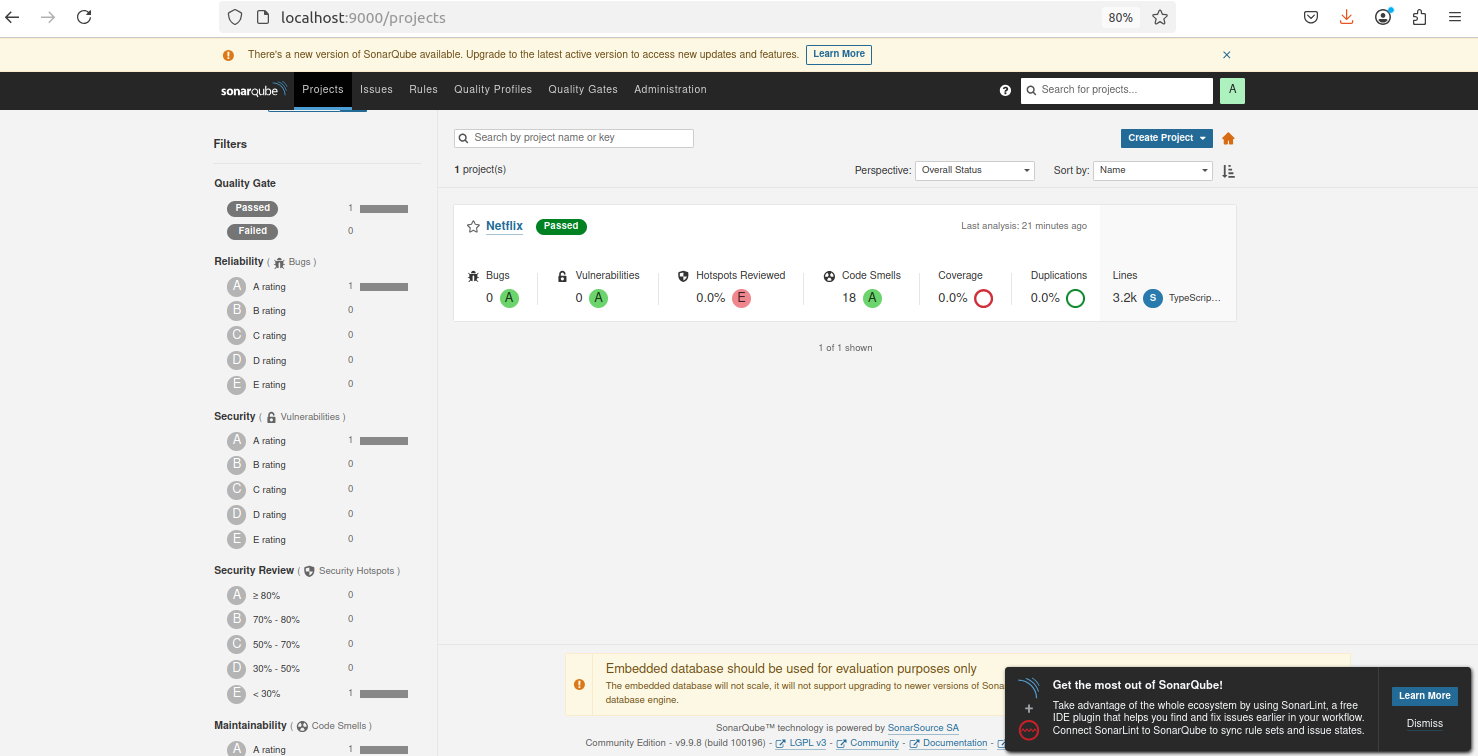 localhost:9000/projects
80%
There's a new version of SonarQube available. Upgrade to the latest active version to access new updates and features. Learn More
sonarqube Projects Issues Rules Quality Profiles Quality Gates Administration Search for projects... A
Filters
Quality Gate
Passed 1
Failed 0
Reliability ( Bugs )
A A rating 1
B B rating 0
C C rating 0
D D rating 0
E E rating 0
Security ( Vulnerabilities )
A A rating 1
B B rating 0
C C rating 0
D D rating 0
E E rating 0
Security Review ( Security Hotspots )
A ≥ 80% 0
B 70% - 80% 0
C 50% - 70% 0
D 30% - 50% 0
E < 30% 1
Maintainability ( Code Smells )
A A rating 1
Search by project name or key
Create Project
1 project(s)
Perspective: Overall Status Sort by: Name
Netflix Passed Last analysis: 21 minutes ago
Bugs Vulnerabilities Hotspots Reviewed Code Smells Coverage Duplications Lines
0 A 0 A 0.0% E 18 A 0.0% 0.0% 3.2k S TypeScrip...
1 of 1 shown
Embedded database should be used for evaluation purposes only
The embedded database will not scale, it will not support upgrading to newer versions of
database engine.
SonarQube™ technology is powered by SonarSource SA
Community Edition - v9.9.8 (build 100196) - LGPL v3 - Community - Documentation -
Get the most out of SonarQube!
Take advantage of the whole ecosystem by using SonarLint, a free
IDE plugin that helps you find and fix issues earlier in your workflow.
Connect SonarLint to SonarQube to sync rule sets and issue states.
Learn More
Dismiss